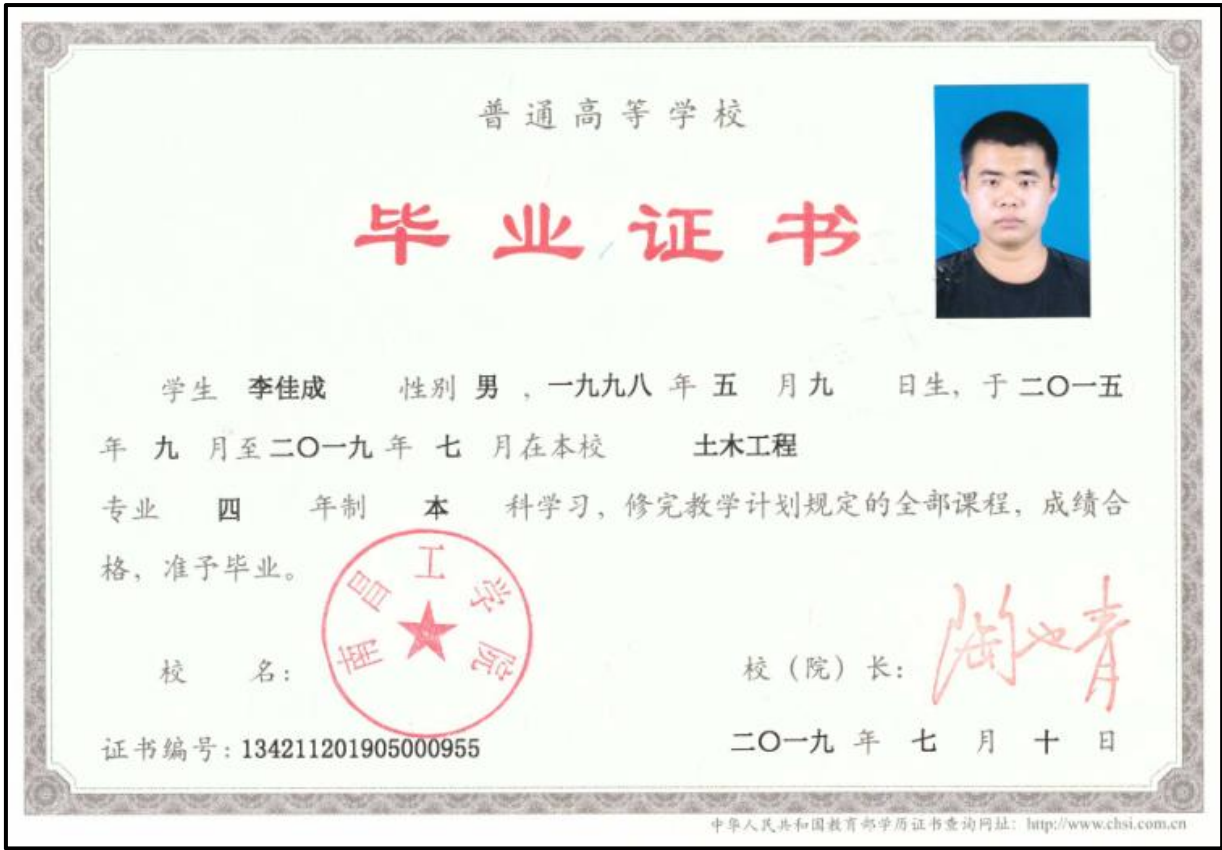 普通高等学校
毕业证书
学生 李佳成 性别 男 ，一九九八 年 五 月 九 日生，于 二〇一五
年 九 月至 二〇一九 年 七 月在本校 土木工程
专业 四 年制 本 科学习，修完教学计划规定的全部课程，成绩合
格，准予毕业。
南昌工学院
校 名： 校（院）长：
证书编号：134211201905000955 二〇一九 年 七 月 十 日
中华人民共和国教育部学历证书查询网址：http://www.chsi.com.cn